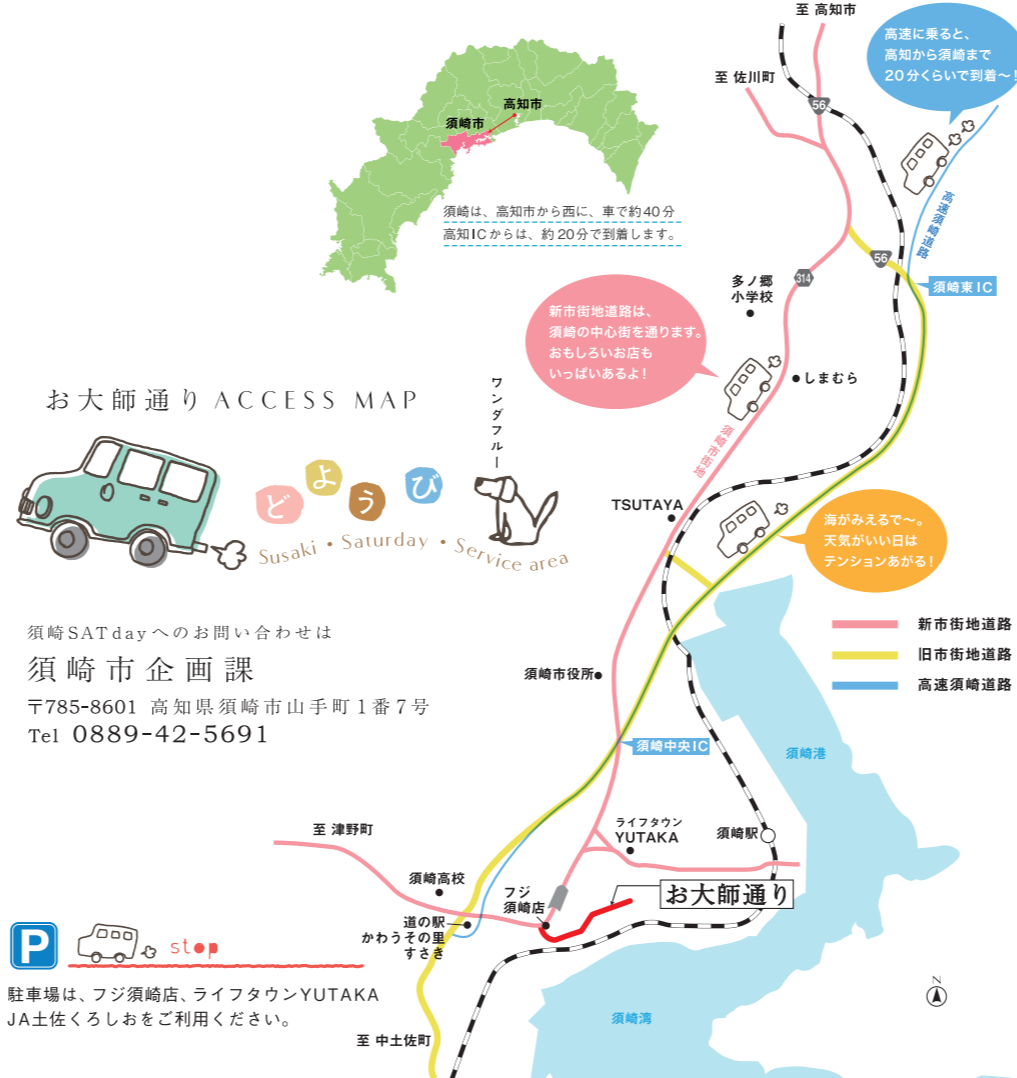 至 高知市
高速に乗ると、
高知から須崎まで
20分くらいで到着〜!
至 佐川町
56
高知市
須崎市
須崎は、高知市から西に、車で約40分
高知ICからは、約20分で到着します。
高速須崎道路
56
314
須崎東IC
多ノ郷
小学校
新市街地道路は、
須崎の中心街を通ります。
おもしろいお店も
いっぱいあるよ!
しまむら
お大師通り ACCESS MAP
ワンダフルー
どようび
Susaki・Saturday・Service area
須崎市街地
TSUTAYA
海がみえるで〜。
天気がいい日は
テンションあがる!
新市街地道路
旧市街地道路
高速須崎道路
須崎SATdayへのお問い合わせは
須崎市企画課
〒785-8601 高知県須崎市山手町1番7号
Tel 0889-42-5691
須崎市役所
須崎中央IC
須崎港
至 津野町
ライフタウン
YUTAKA
須崎駅
須崎高校
フジ
須崎店
お大師通り
道の駅
かわうその里
すさき
P
stop
駐車場は、フジ須崎店、ライフタウンYUTAKA
JA土佐くろしおをご利用ください。
至 中土佐町
須崎湾
N